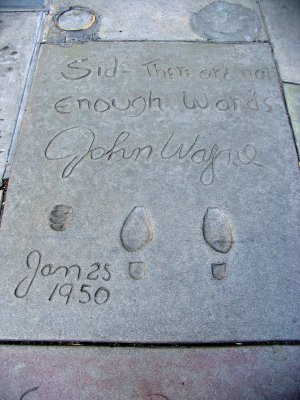 Sid - There are not
enough words
John Wayne
Jan 25
1950